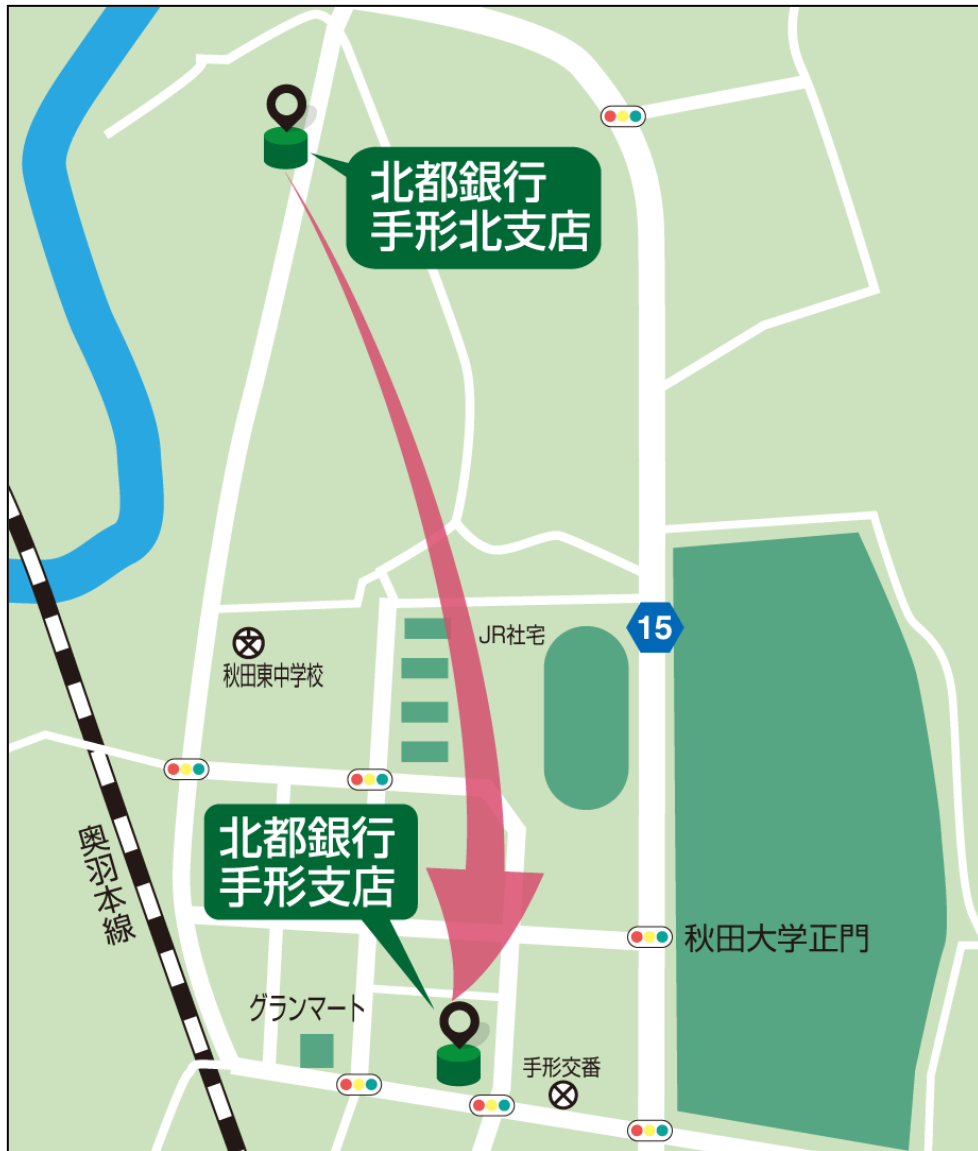 北都銀行
手形北支店
15
JR社宅
秋田東中学校
北都銀行
手形支店
奥羽本線
秋田大学正門
グランマート
手形交番